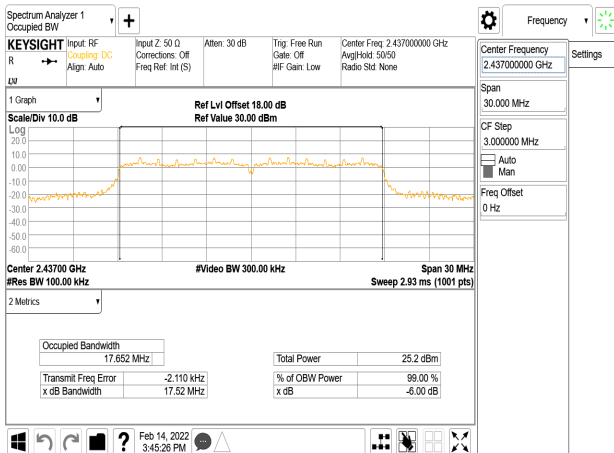 Spectrum Analyzer 1
Occupied BW
Frequency
KEYSIGHT
R
Input: RF
Coupling: DC
Align: Auto
Input Z: 50 Ω
Corrections: Off
Freq Ref: Int (S)
Atten: 30 dB
Trig: Free Run
Gate: Off
#IF Gain: Low
Center Freq: 2.437000000 GHz
Avg|Hold: 50/50
Radio Std: None
Center Frequency
2.437000000 GHz
Settings
Span
30.000 MHz
CF Step
3.000000 MHz
Auto
Man
Freq Offset
0 Hz
1 Graph
Scale/Div 10.0 dB
Ref Lvl Offset 18.00 dB
Ref Value 30.00 dBm
Log
20.0
10.0
0.00
-10.0
-20.0
-30.0
-40.0
-50.0
-60.0
Center 2.43700 GHz
#Video BW 300.00 kHz
Span 30 MHz
#Res BW 100.00 kHz
Sweep 2.93 ms (1001 pts)
2 Metrics
Occupied Bandwidth
17.652 MHz
Total Power 25.2 dBm
Transmit Freq Error -2.110 kHz
% of OBW Power 99.00 %
x dB Bandwidth 17.52 MHz
x dB -6.00 dB
?
Feb 14, 2022
3:45:26 PM